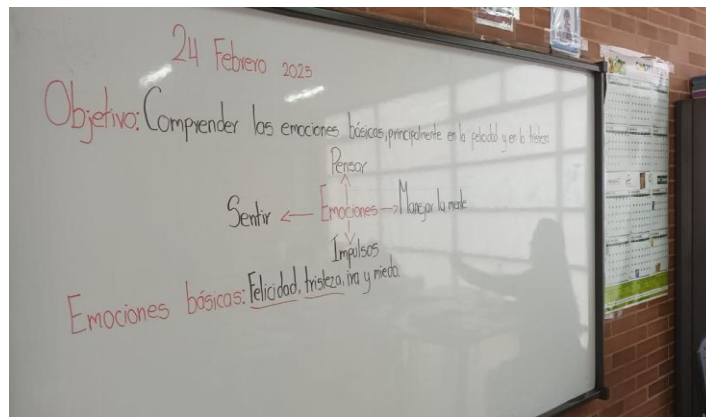 24 Febrero 2025
Objetivo: Comprender las emociones básicas, principalmente en la felicidad y en la tristeza
Pensar
Sentir ← Emociones → Manejar la mente
Impulsos
Emociones básicas: Felicidad, tristeza, ira y miedo.